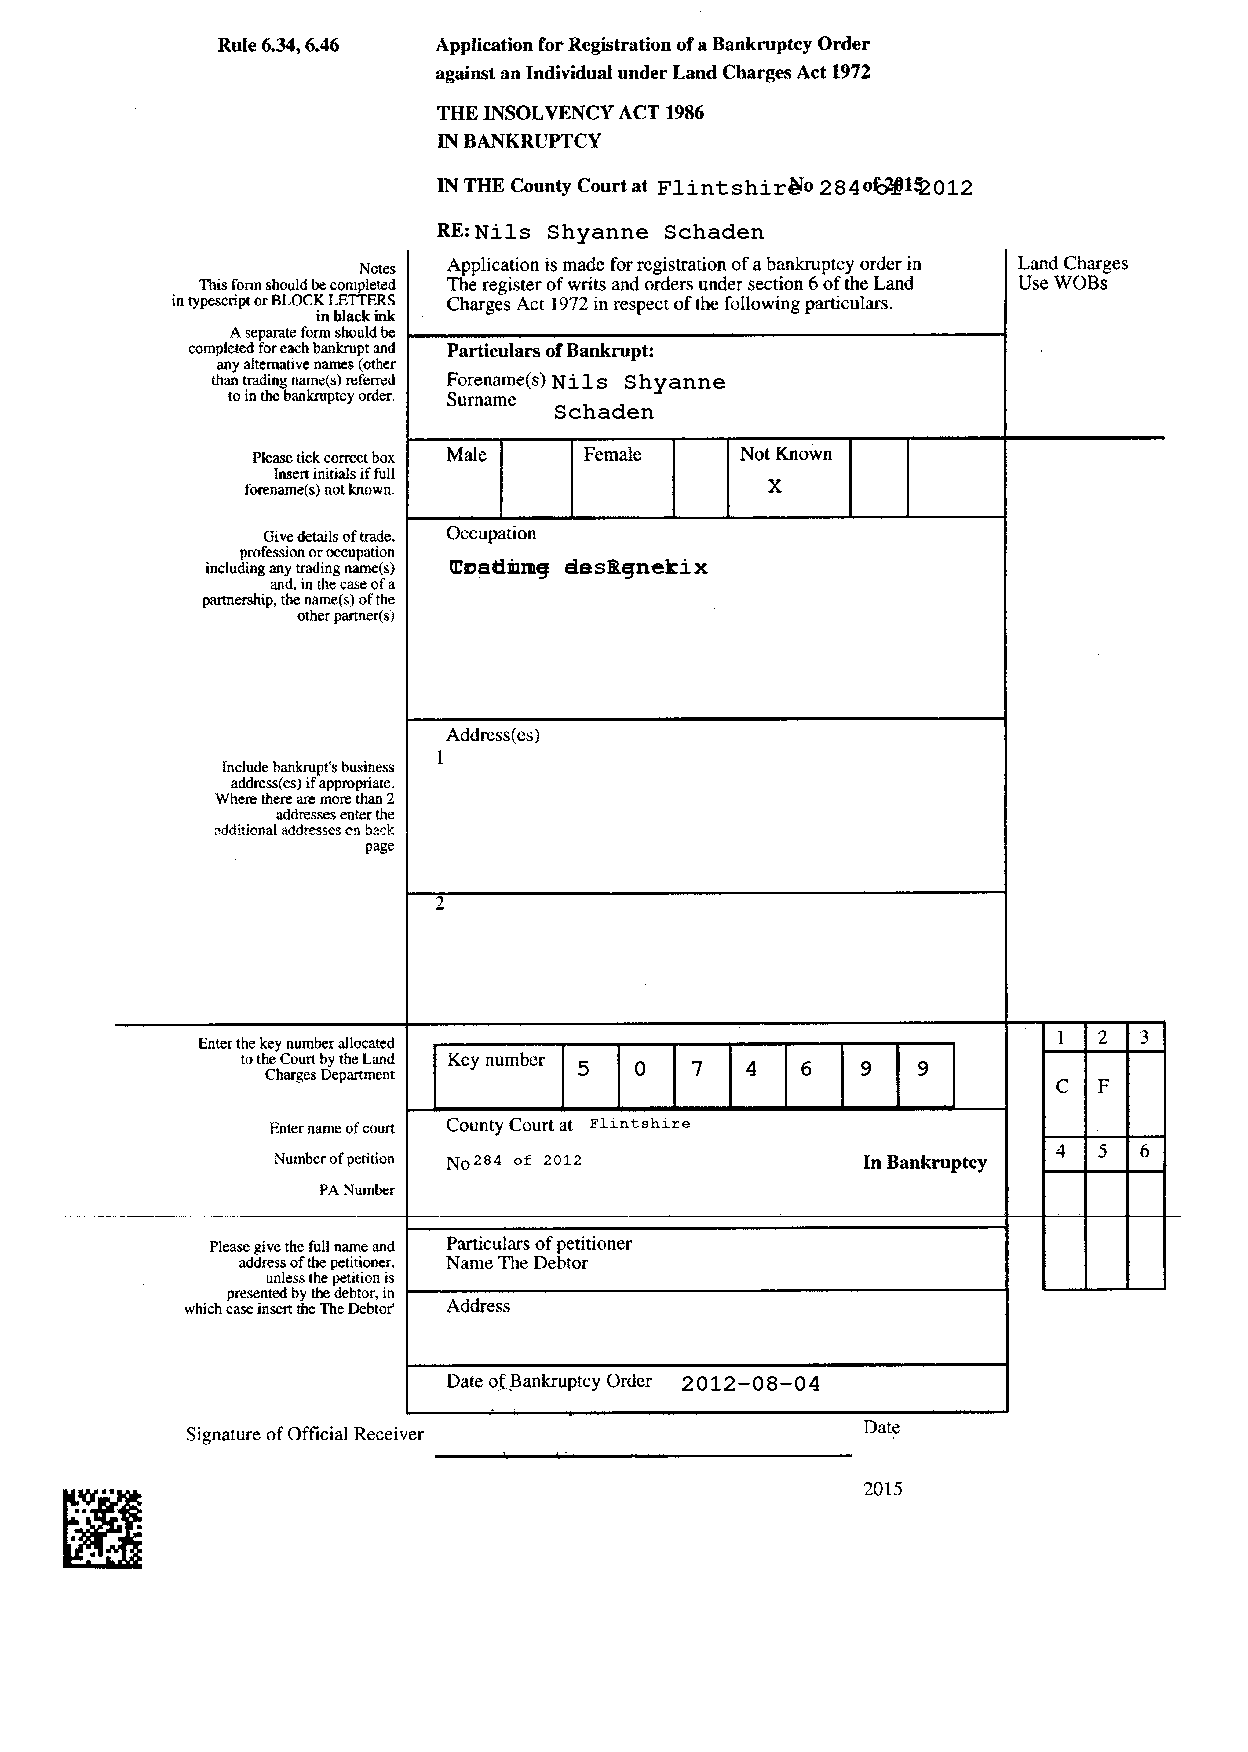 Rule 6.34, 6.46
Application for Registration of a Bankruptcy Order
against an Individual under Land Charges Act 1972
THE INSOLVENCY ACT 1986
IN BANKRUPTCY
IN THE County Court at Flintshire No 284 of 2012
RE: Nils Shyanne Schaden
Notes
This form should be completed
in typescript or BLOCK LETTERS
in black ink
A separate form should be
completed for each bankrupt and
any alternative names (other
than trading name(s) referred
to in the bankruptcy order.
Application is made for registration of a bankruptcy order in
The register of writs and orders under section 6 of the Land
Charges Act 1972 in respect of the following particulars.
Land Charges
Use WOBs
Particulars of Bankrupt:
Forename(s) Nils Shyanne
Surname
Schaden
Please tick correct box
Insert initials if full
forename(s) not known.
Male
Female
Not Known
X
Give details of trade,
profession or occupation
including any trading name(s)
and, in the case of a
partnership, the name(s) of the
other partner(s)
Occupation
Include bankrupt's business
address(es) if appropriate.
Where there are more than 2
addresses enter the
additional addresses on back
page
Address(es)
1
2
Enter the key number allocated
to the Court by the Land
Charges Department
Key number 5 0 7 4 6 9 9
1 2 3
C F
Enter name of court
County Court at Flintshire
Number of petition
No 284 of 2012
In Bankruptcy
4 5 6
PA Number
Please give the full name and
address of the petitioner,
unless the petition is
presented by the debtor, in
which case insert the The Debtor'
Particulars of petitioner
Name The Debtor
Address
Date of Bankruptcy Order 2012-08-04
Signature of Official Receiver
Date
2015